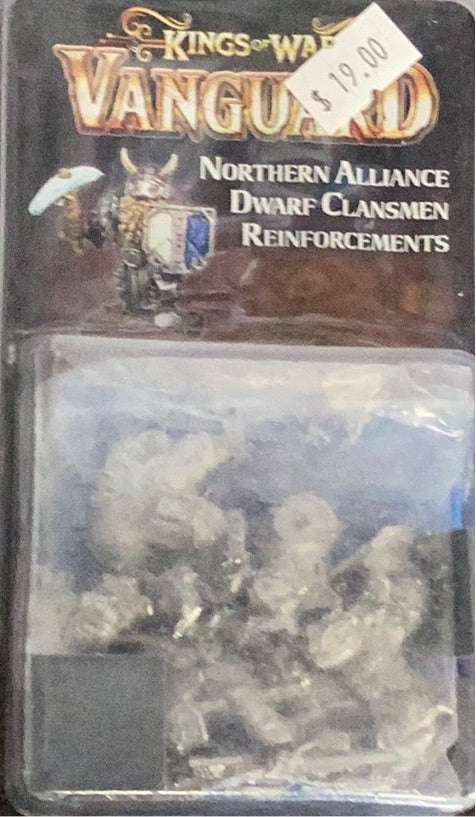 KINGS OF WAR
VANGUARD
$ 19.00
NORTHERN ALLIANCE
DWARF CLANSMEN
REINFORCEMENTS